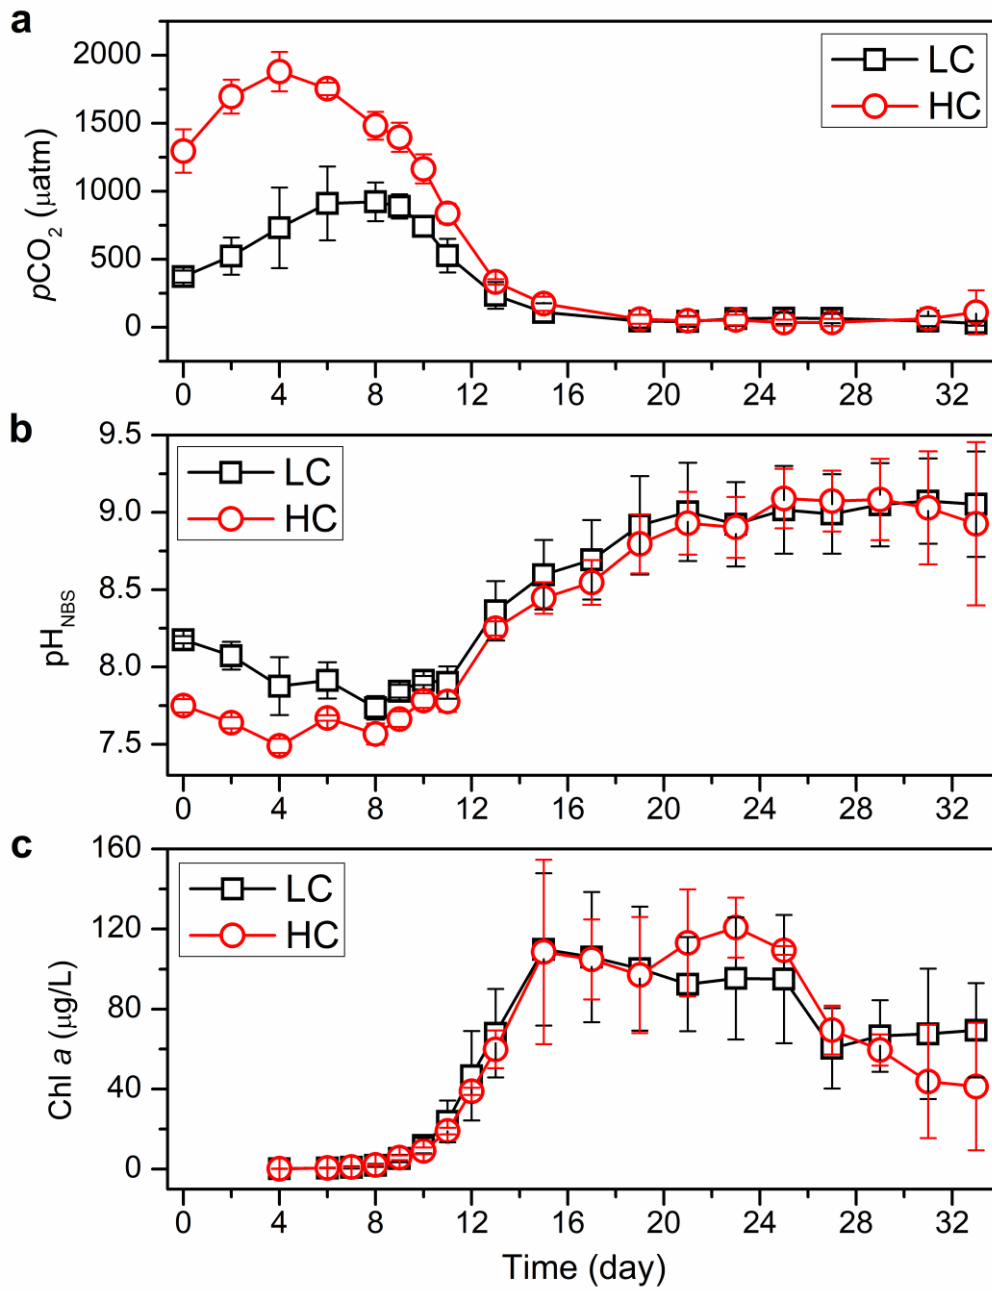 a
2000
1500
1000
500
0
pCO₂ (μatm)
LC
HC
0 4 8 12 16 20 24 28 32
b
9.5
9.0
8.5
8.0
7.5
pH_NBS
LC
HC
0 4 8 12 16 20 24 28 32
c
160
120
80
40
0
Chl a (μg/L)
LC
HC
0 4 8 12 16 20 24 28 32
Time (day)